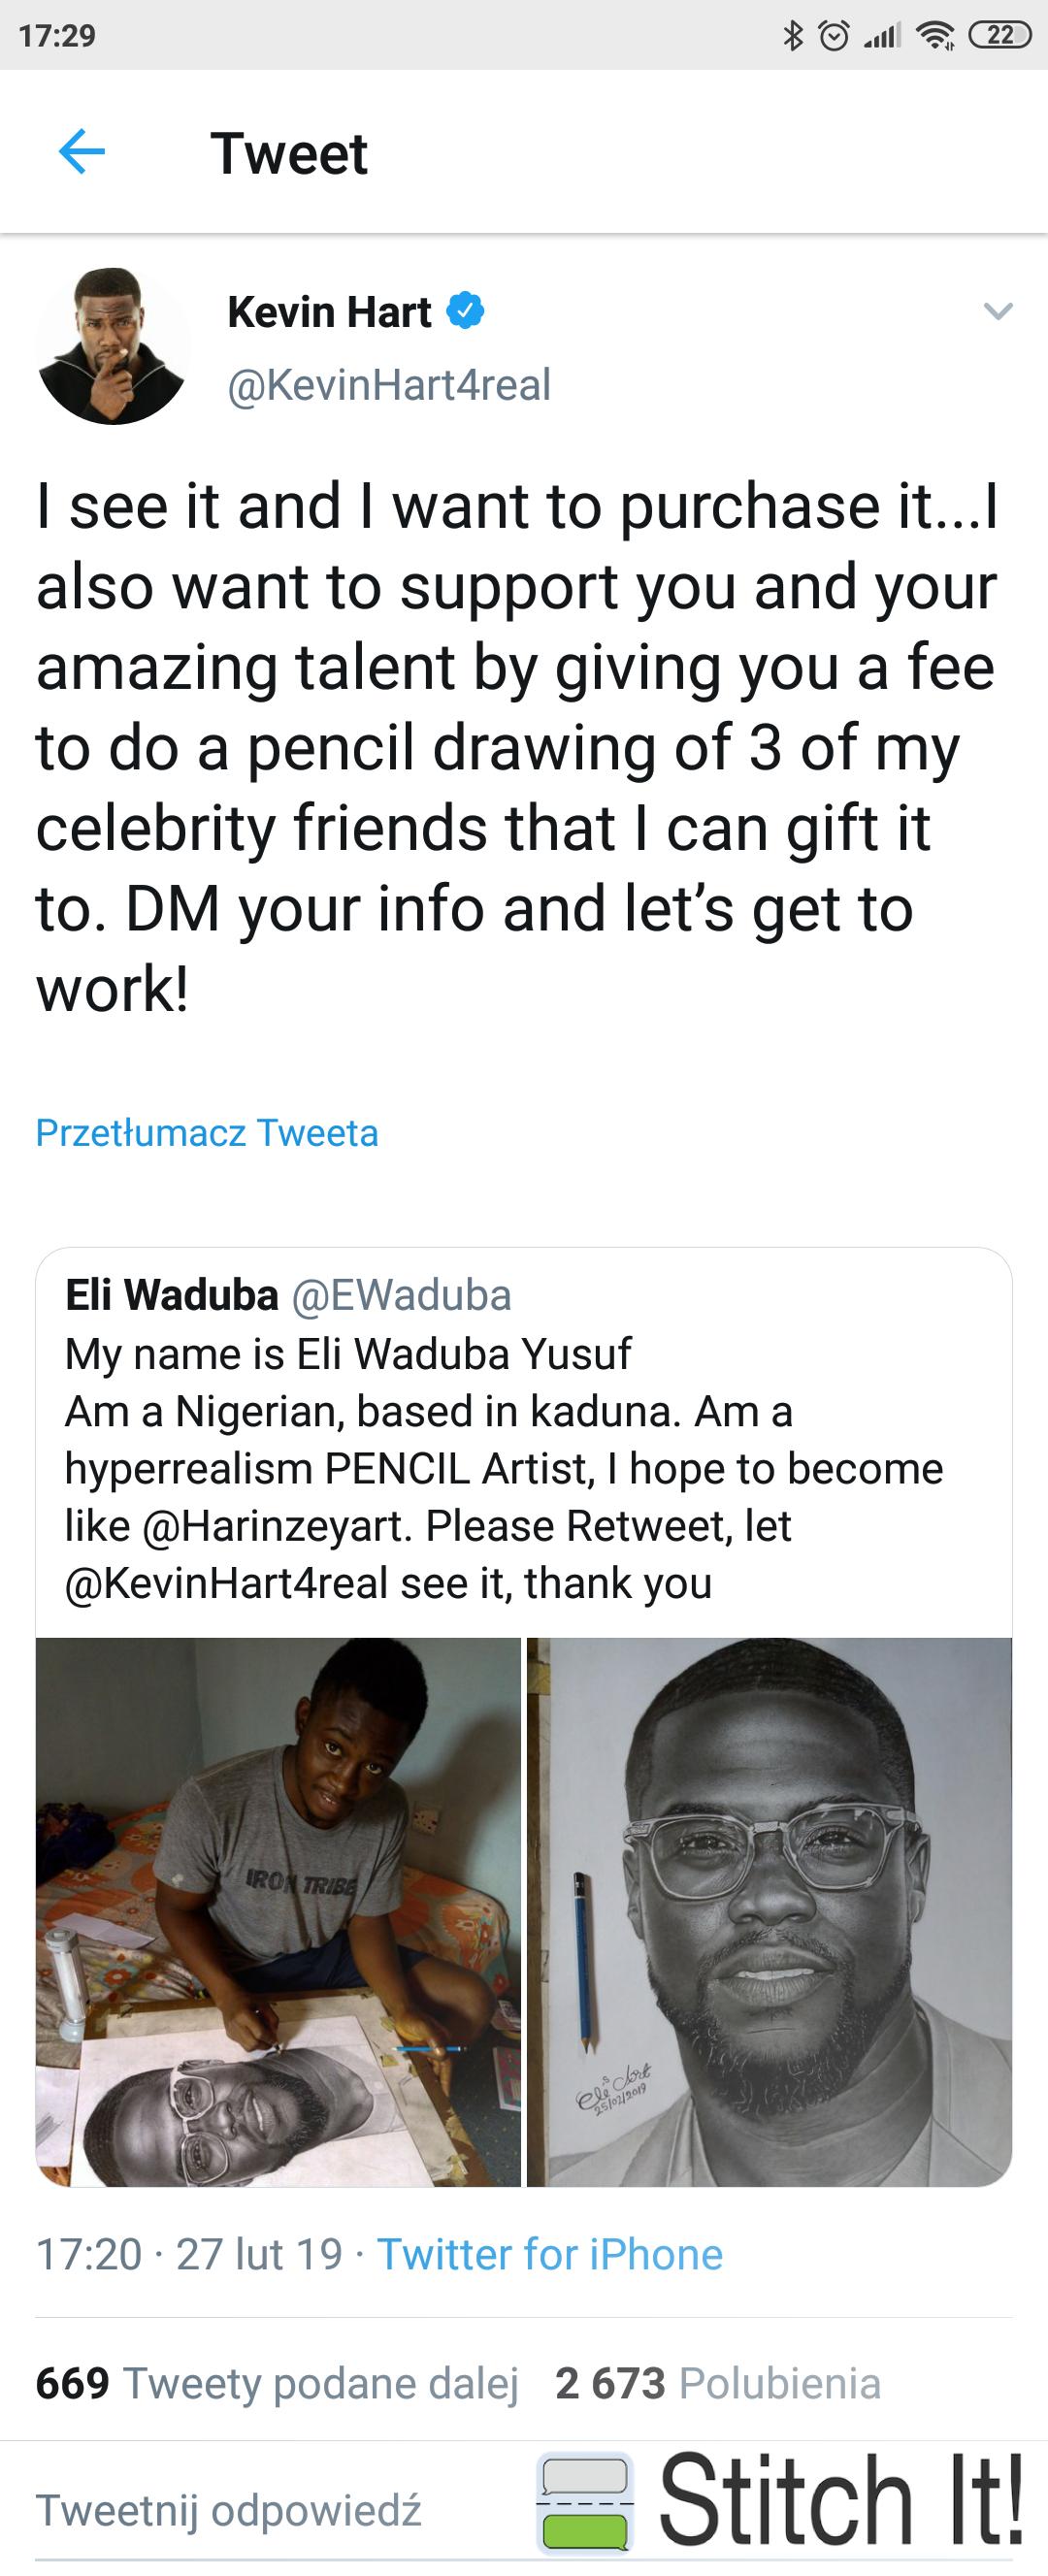 17:29
22
Tweet
Kevin Hart
@KevinHart4real
I see it and I want to purchase it...I
also want to support you and your
amazing talent by giving you a fee
to do a pencil drawing of 3 of my
celebrity friends that I can gift it
to. DM your info and let’s get to
work!
Przetłumacz Tweeta
Eli Waduba @EWaduba
My name is Eli Waduba Yusuf
Am a Nigerian, based in kaduna. Am a
hyperrealism PENCIL Artist, I hope to become
like @Harinzeyart. Please Retweet, let
@KevinHart4real see it, thank you
IRON TRIBE
25/02/2019
17:20 · 27 lut 19 · Twitter for iPhone
669 Tweety podane dalej 2 673 Polubienia
Tweetnij odpowiedź
Stitch It!